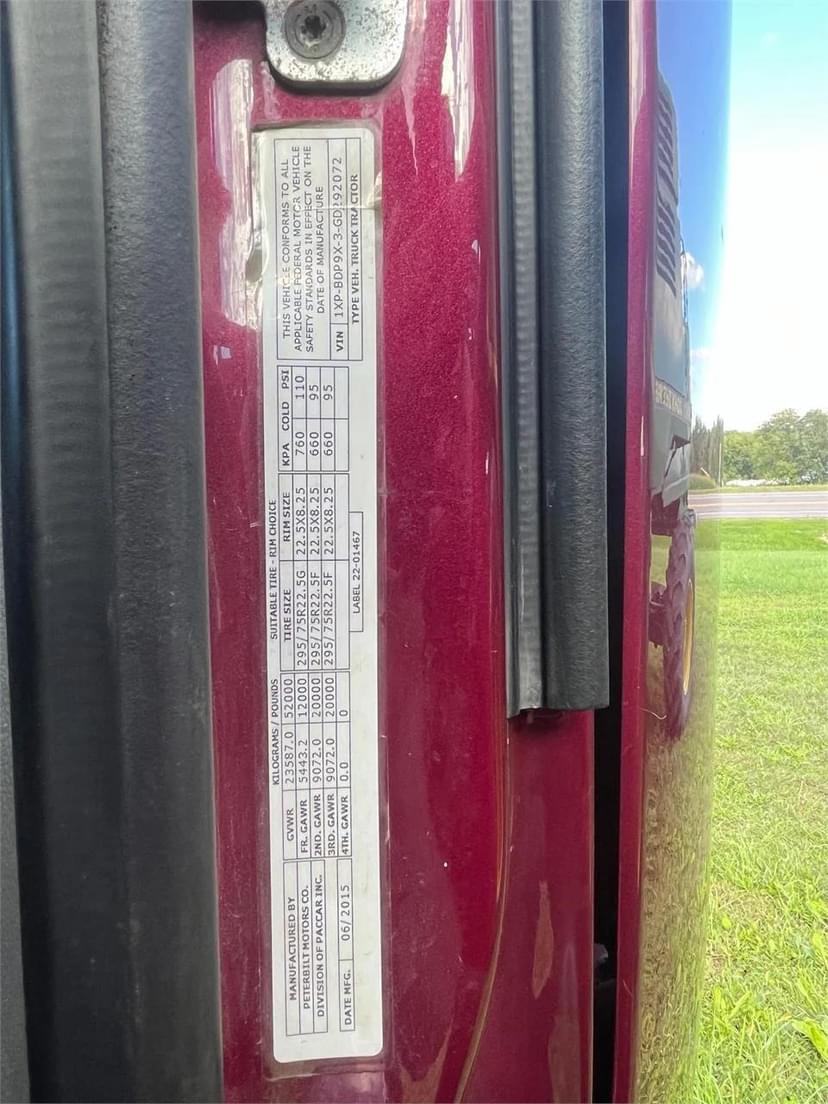 MANUFACTURED BY
PETERBILT MOTORS CO.
DIVISION OF PACCAR INC.
DATE MFG. 06/2015
KILOGRAMS / POUNDS
GVWR 23587.0 52000
FR. GAWR 5443.2 12000
2ND. GAWR 9072.0 20000
3RD. GAWR 9072.0 20000
4TH. GAWR 0.0 0
SUITABLE TIRE - RIM CHOICE
TIRE SIZE RIM SIZE KPA COLD PSI
295/75R22.5G 22.5X8.25 760 110
295/75R22.5F 22.5X8.25 660 95
295/75R22.5F 22.5X8.25 660 95
LABEL 22-01467
THIS VEHICLE CONFORMS TO ALL
APPLICABLE FEDERAL MOTOR VEHICLE
SAFETY STANDARDS IN EFFECT ON THE
DATE OF MANUFACTURE
VIN 1XP-BDP9X-3-GD292072
TYPE VEH. TRUCK TRACTOR